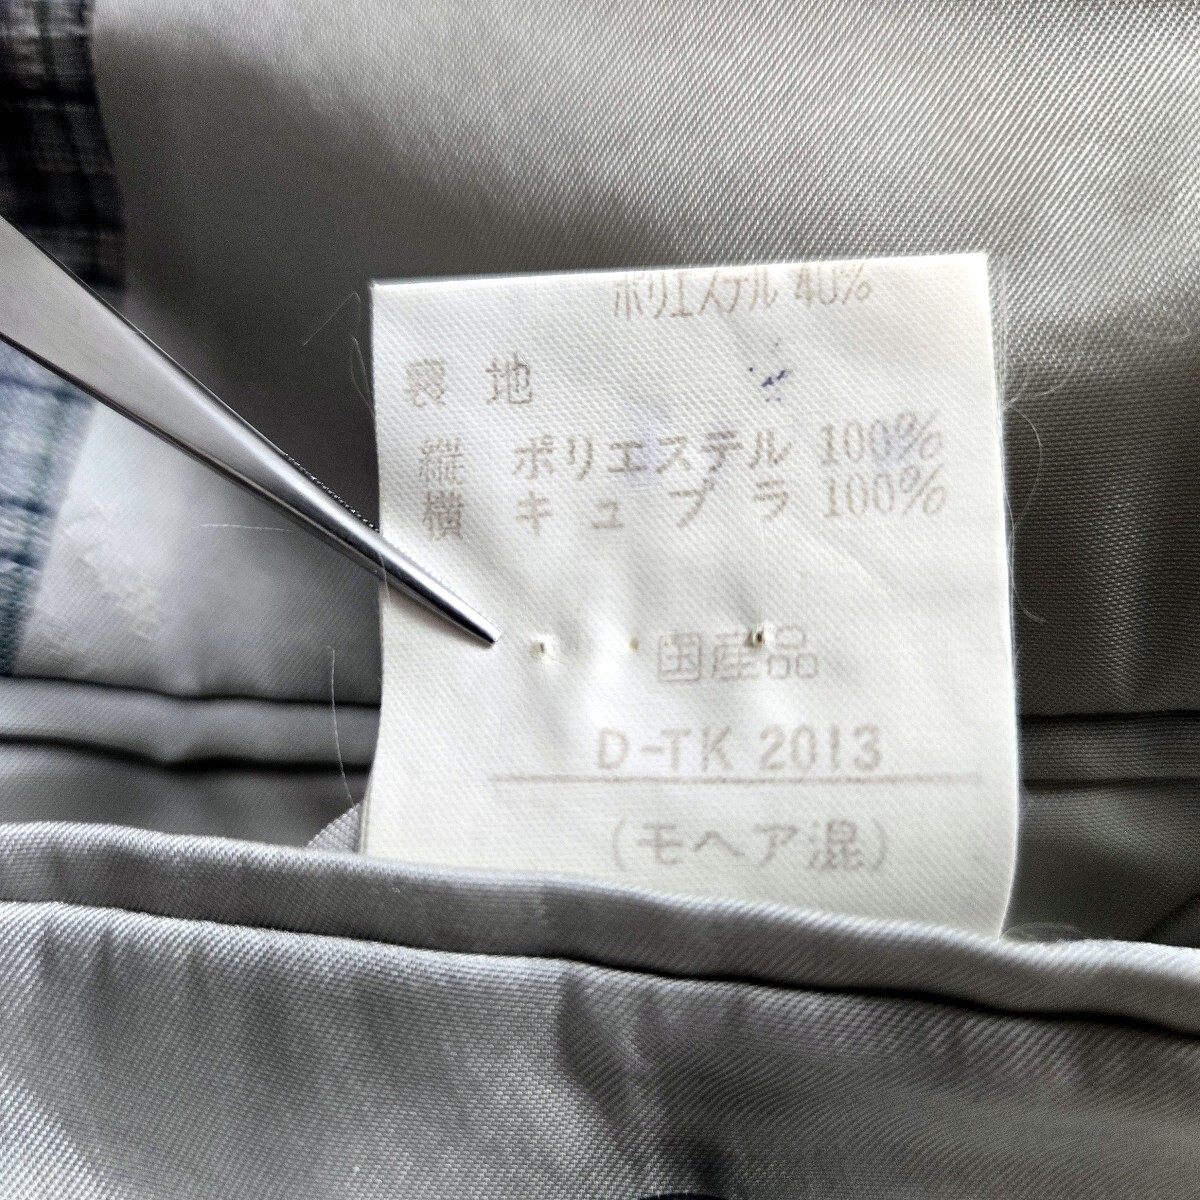 ポリエステル 40%
裏 地
縦 ポリエステル 100%
横 キュプラ 100%
国産品
D-TK 2013
(モヘア混)